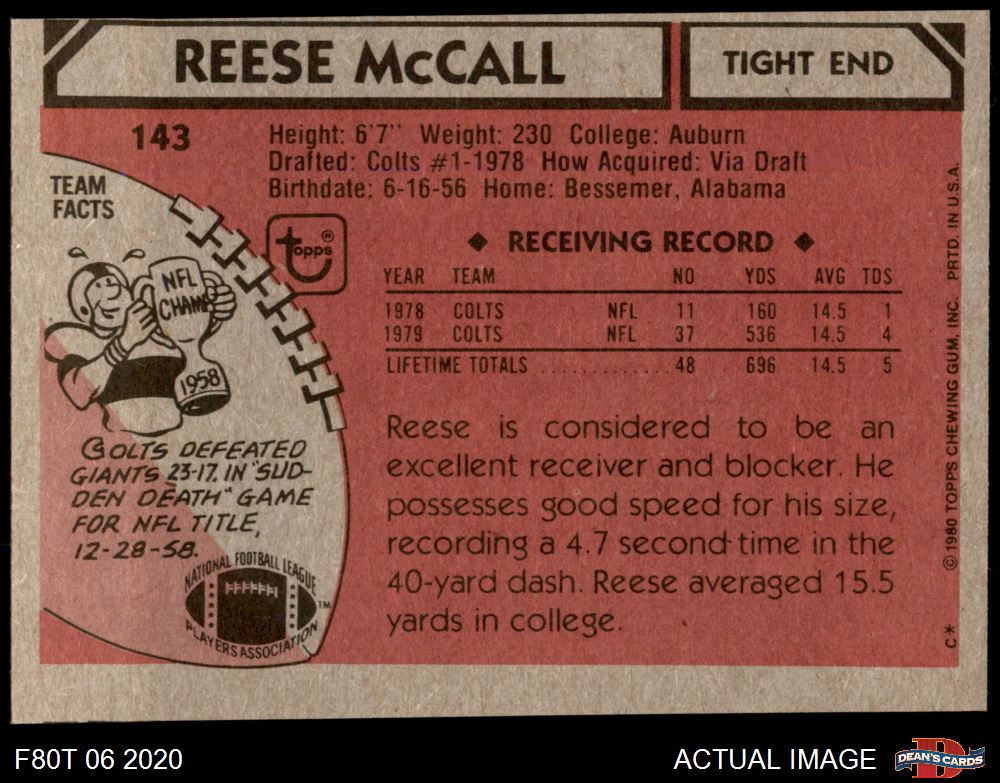 REESE McCALL
TIGHT END
143
Height: 6'7" Weight: 230 College: Auburn
Drafted: Colts #1-1978 How Acquired: Via Draft
Birthdate: 6-16-56 Home: Bessemer, Alabama
TEAM
FACTS
topps®
NFL
CHAMP
1958
COLTS DEFEATED
GIANTS 23-17. IN "SUD-
DEN DEATH" GAME
FOR NFL TITLE,
12-28-58.
NATIONAL FOOTBALL LEAGUE
PLAYERS ASSOCIATION
TM
◆ RECEIVING RECORD ◆
YEAR TEAM NO YDS AVG TDS
1978 COLTS NFL 11 160 14.5 1
1979 COLTS NFL 37 536 14.5 4
LIFETIME TOTALS ............. 48 696 14.5 5
Reese is considered to be an
excellent receiver and blocker. He
possesses good speed for his size,
recording a 4.7 second time in the
40-yard dash. Reese averaged 15.5
yards in college.
C* © 1980 TOPPS CHEWING GUM, INC. PRTD. IN U.S.A.
F80T 06 2020
ACTUAL IMAGE
D
DEAN'S CARDS